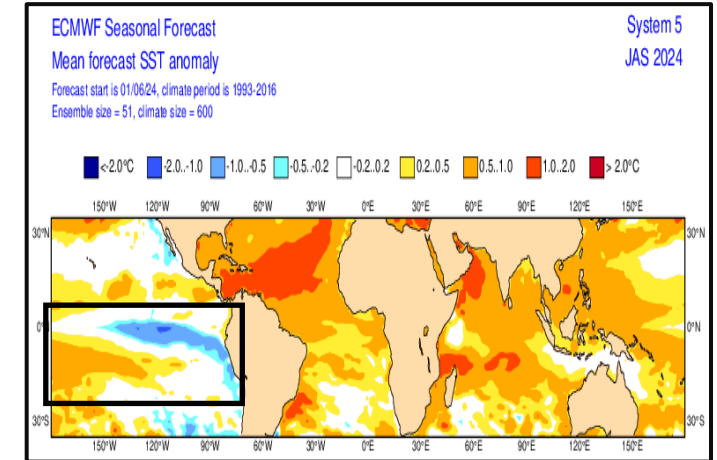 ECMWF Seasonal Forecast
System 5
Mean forecast SST anomaly
JAS 2024
Forecast start is 01/06/24, climate period is 1993-2016
Ensemble size = 51, climate size = 600
<-2.0°C -2.0..-1.0 -1.0..-0.5 -0.5..-0.2 -0.2..0.2 0.2..0.5 0.5..1.0 1.0..2.0 > 2.0°C
150°W 120°W 90°W 60°W 30°W 0°E 30°E 60°E 90°E 120°E 150°E
30°N 30°N
0°N 0°N
30°S 30°S
150°W 120°W 90°W 60°W 30°W 0°E 30°E 60°E 90°E 120°E 150°E